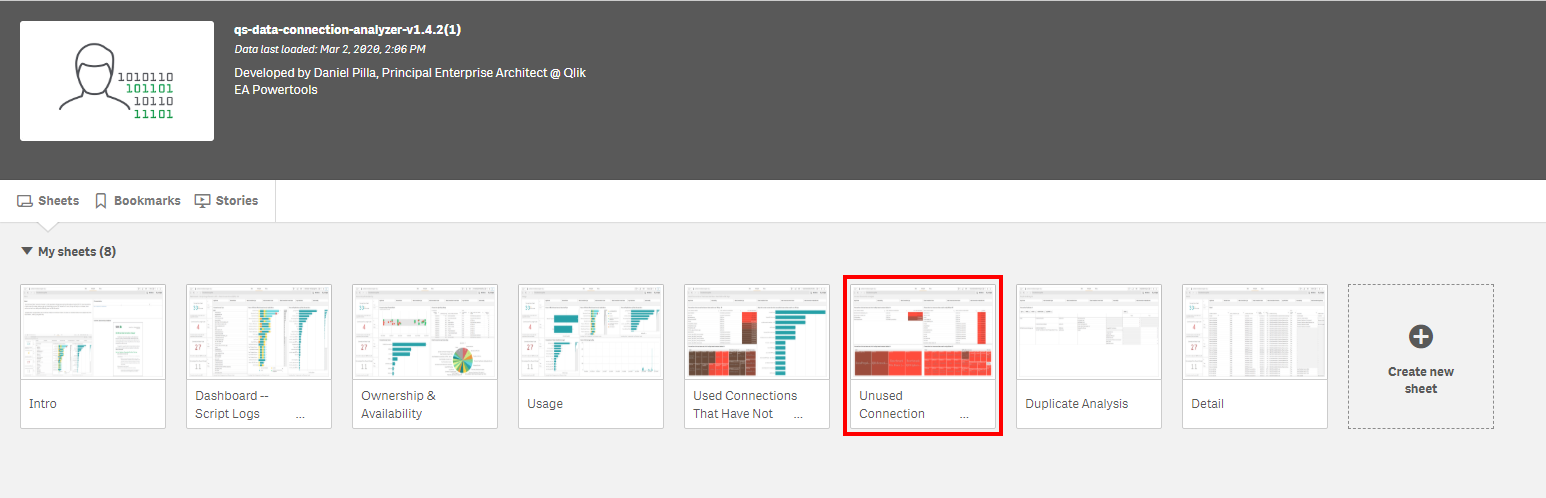 qs-data-connection-analyzer-v1.4.2(1)
Data last loaded: Mar 2, 2020, 2:06 PM
Developed by Daniel Pilla, Principal Enterprise Architect @ Qlik
EA Powertools
1010110
101101
10110
11101
Sheets
Bookmarks
Stories
My sheets (8)
Intro
Dashboard --
Script Logs ...
Ownership &
Availability
Usage
Used Connections
That Have Not ...
Unused
Connection ...
Duplicate Analysis
Detail
Create new
sheet